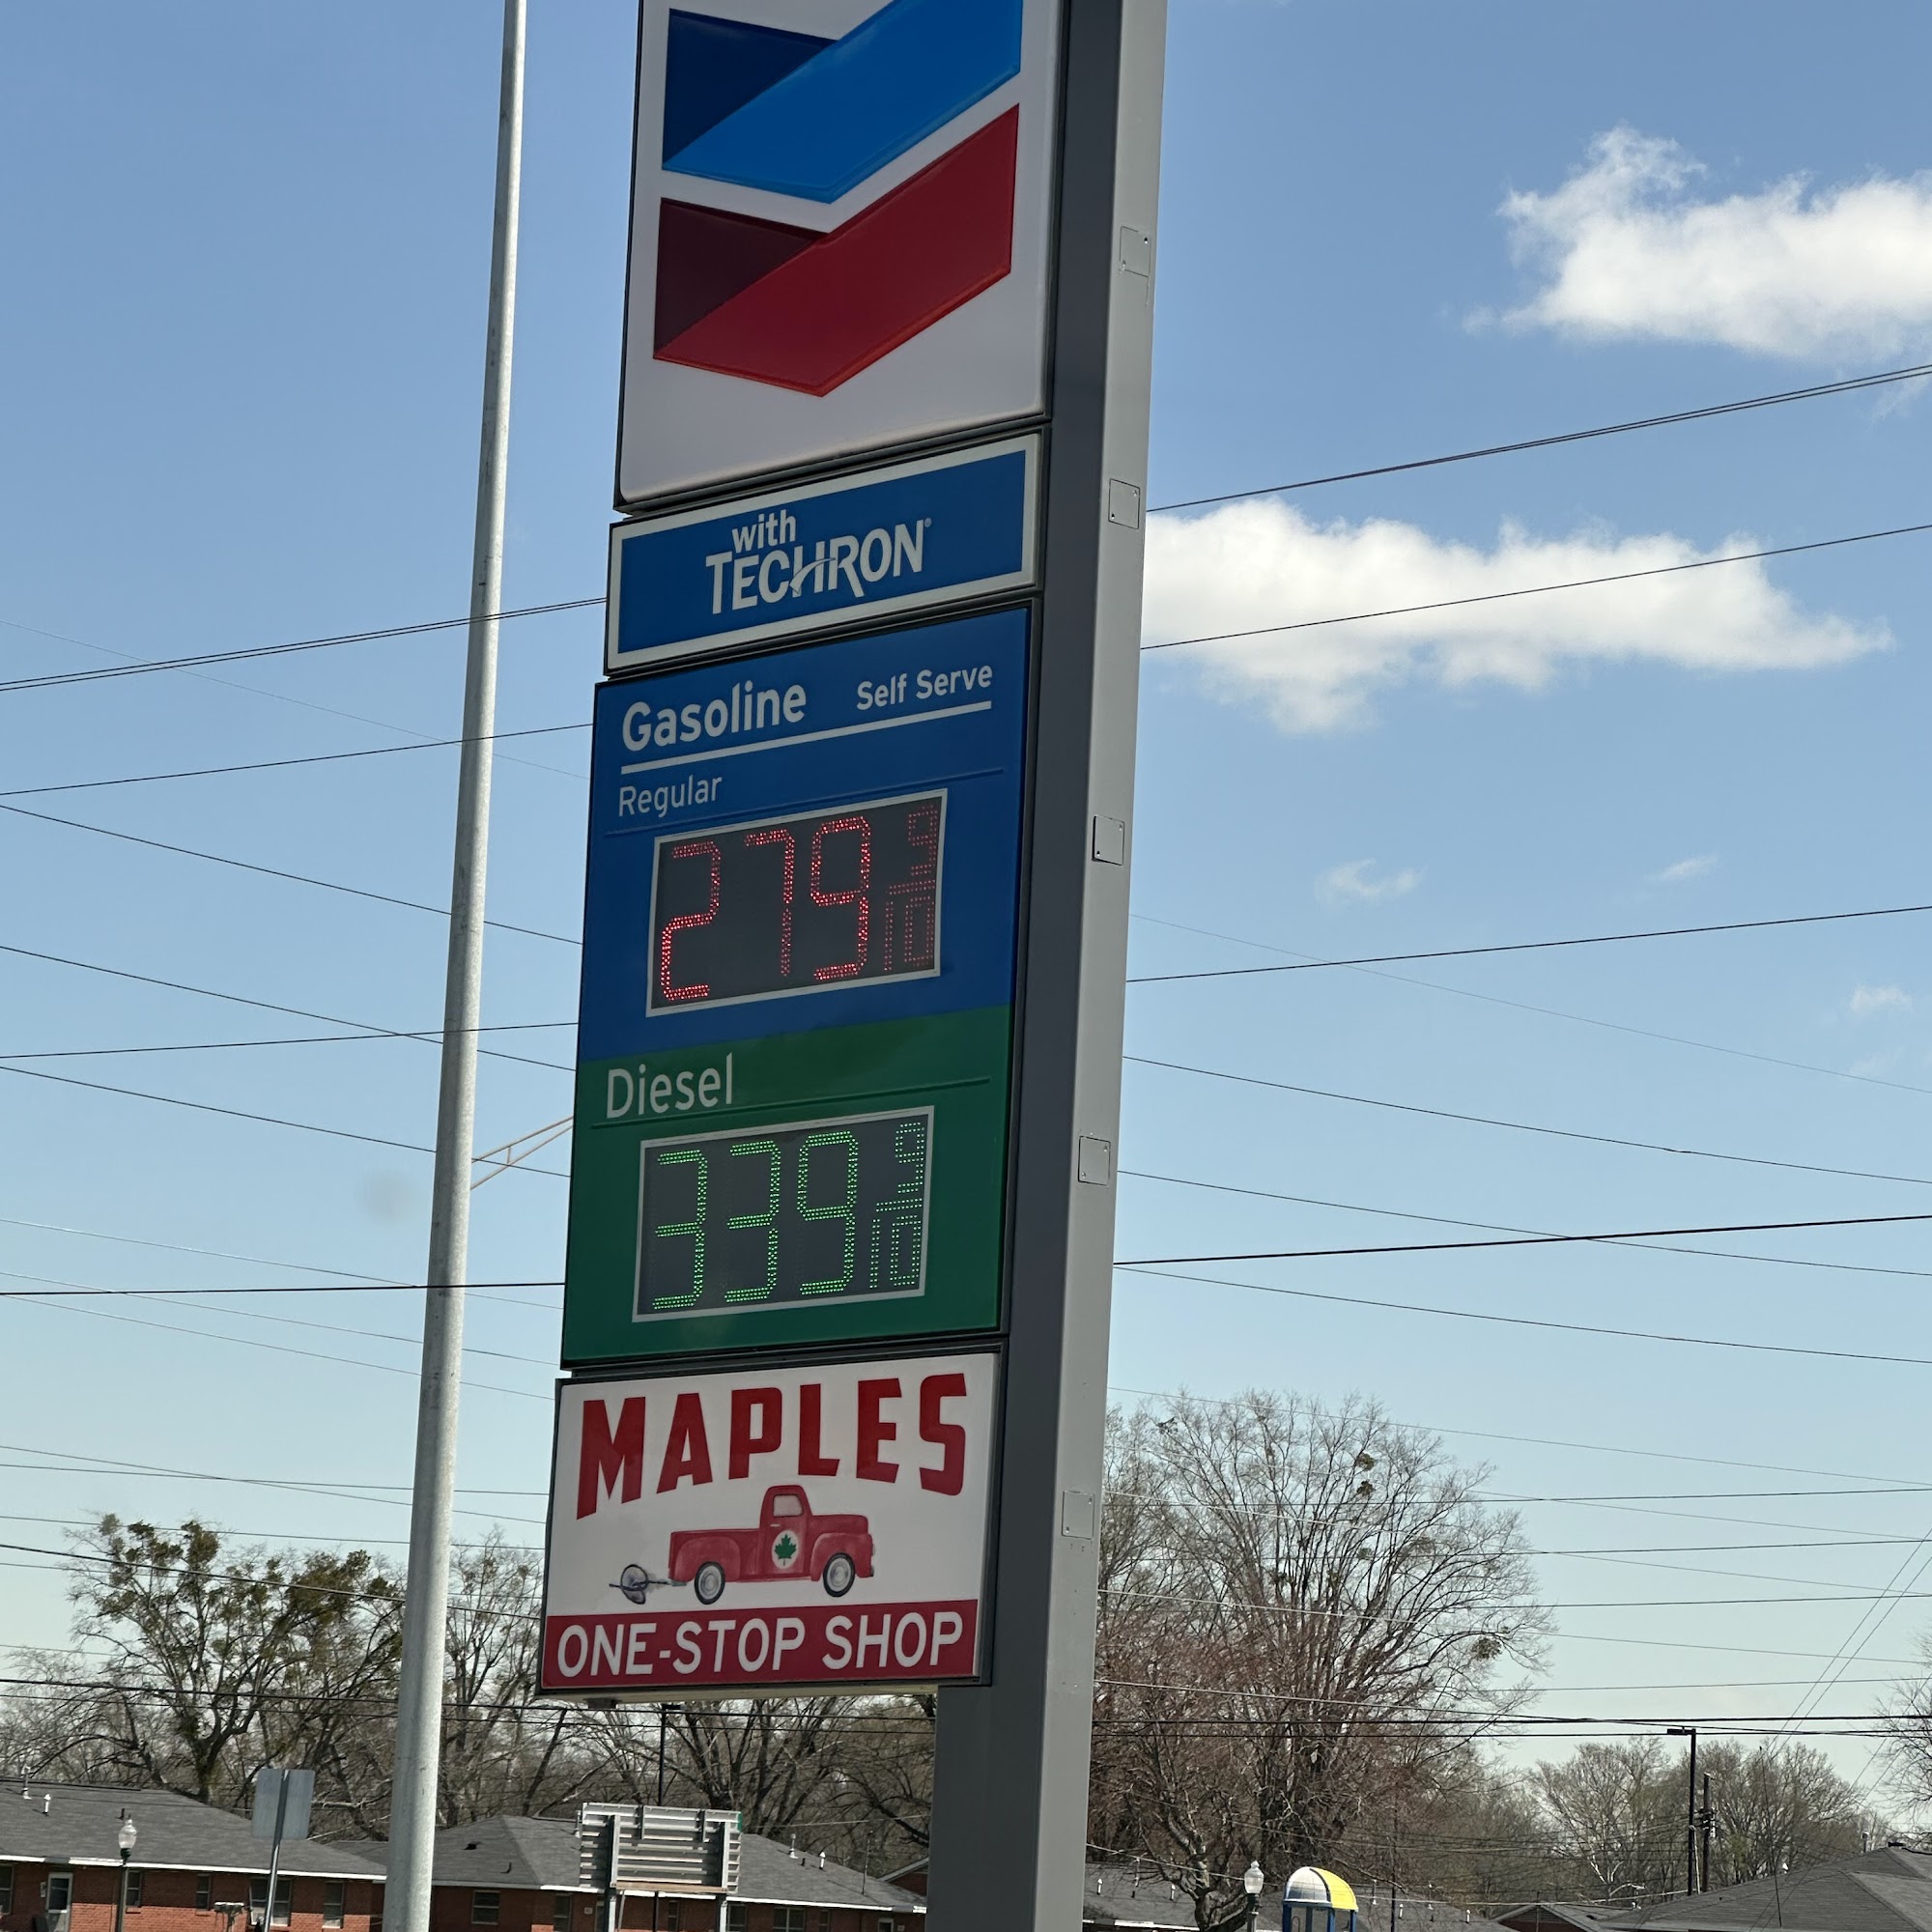 with
TECHRON®
Gasoline Self Serve
Regular
279 9/10
Diesel
339 9/10
MAPLES
ONE-STOP SHOP